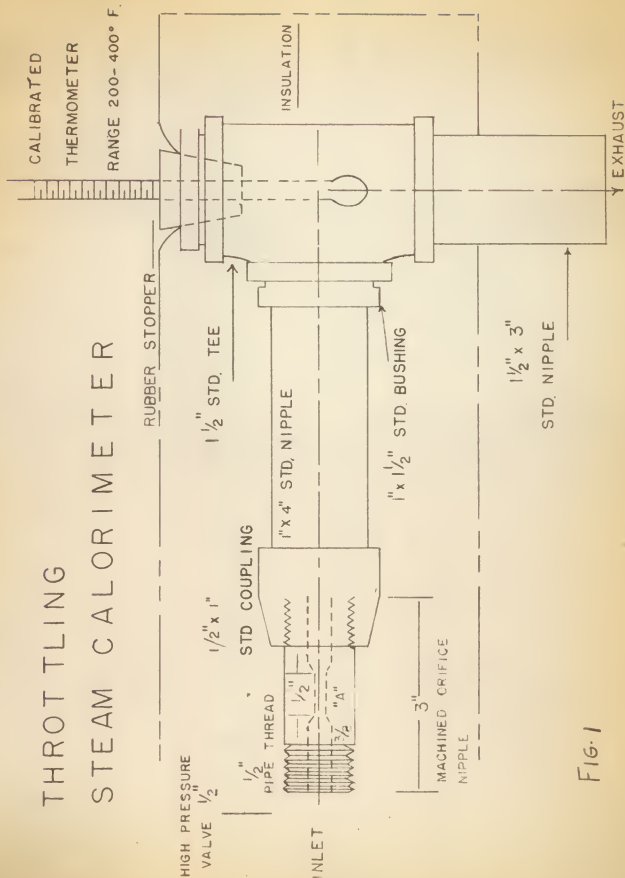 THROTTLING
STEAM CALORIMETER
CALIBRATED
THERMOMETER
RANGE 200-400° F.
RUBBER STOPPER
INSULATION
1 1/2" STD. TEE
1" x 4" STD. NIPPLE
1/2" x 1"
STD COUPLING
1" x 1 1/2" STD. BUSHING
1 1/2" x 3"
STD. NIPPLE
EXHAUST
HIGH PRESSURE
VALVE 1/2"
1/2"
PIPE THREAD
1/2"
"A"
INLET
3"
MACHINED ORIFICE
NIPPLE
FIG. 1